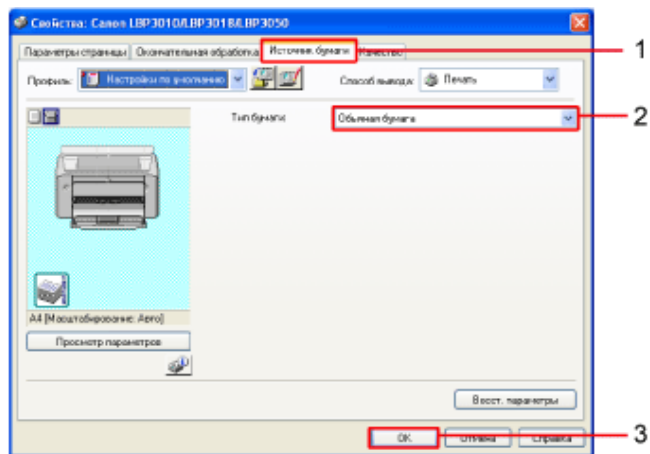 Свойства: Canon LBP3010/LBP3018/LBP3050
Параметры страницы Окончательная обработка Источник бумаги Качество
1
Профиль: Настройки по умолчанию Способ вывода: Печать
Тип бумаги: Обычная бумага
2
A4 [Масштабирование: Авто]
Просмотр параметров
Восст. параметры
OK Отмена Справка
3